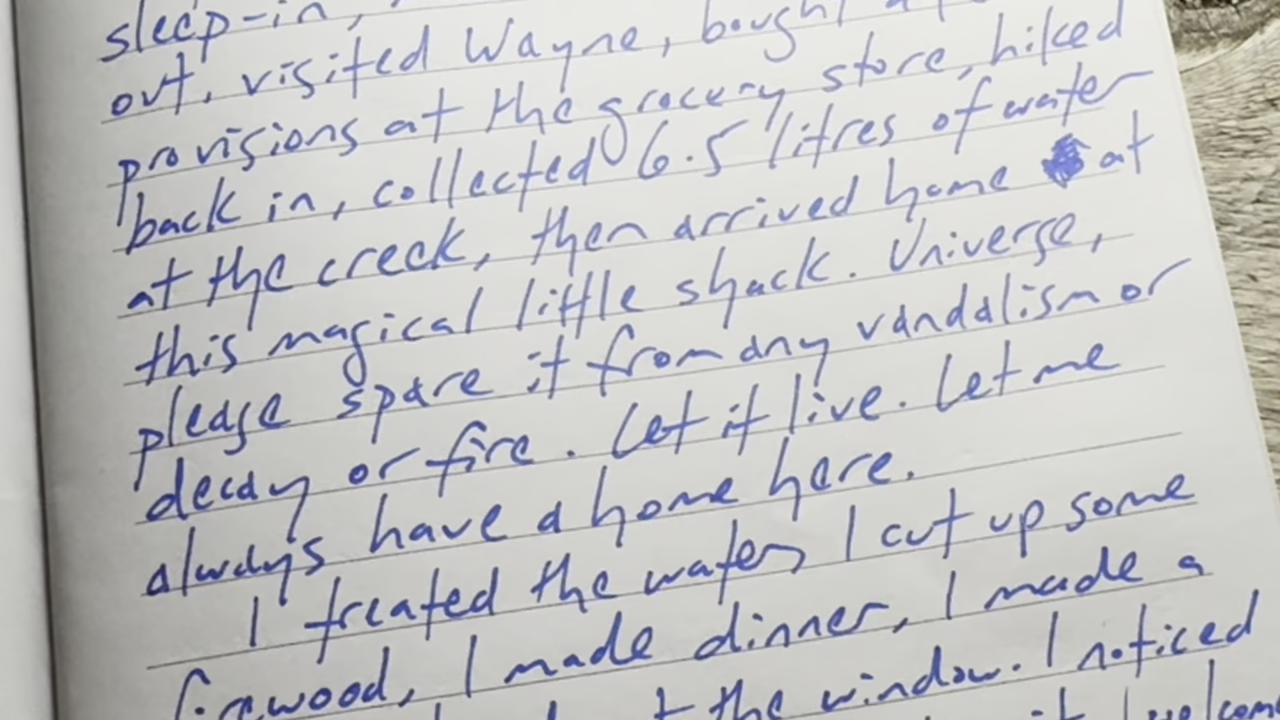 sleep-in,
out, visited Wayne, bought
provisions at the grocery store, hiked
back in, collected 6.5 litres of water
at the creek, then arrived home at
this magical little shack. Universe,
please spare it from any vandalism or
decay or fire. Let it live. Let me
always have a home here.
I treated the water, I cut up some
firewood, I made dinner, I made a
the window. I noticed